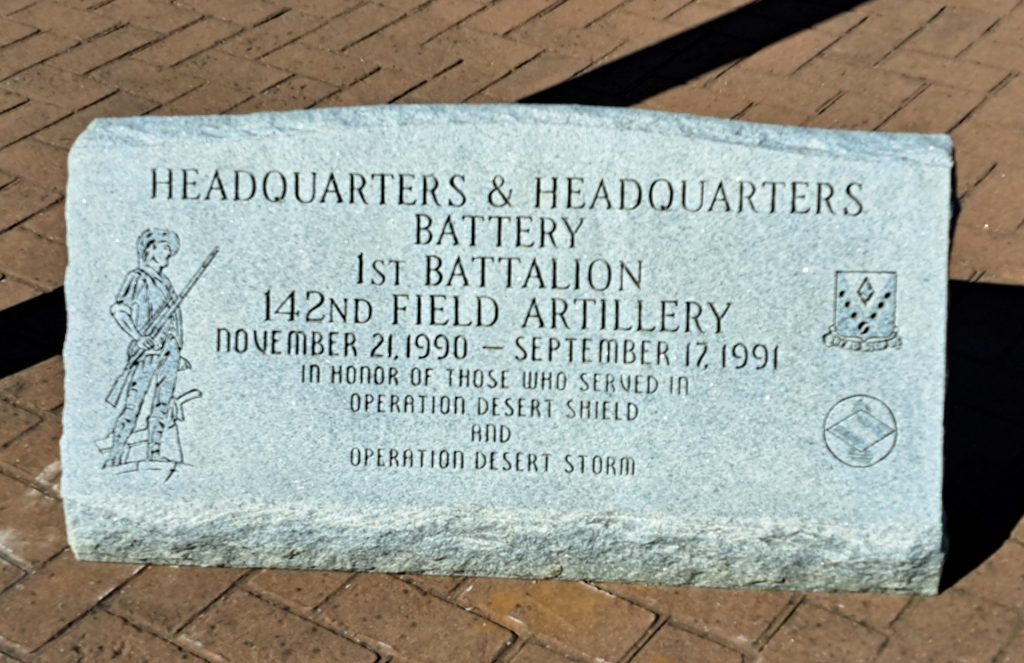 HEADQUARTERS & HEADQUARTERS
BATTERY
1ST BATTALION
142ND FIELD ARTILLERY
NOVEMBER 21, 1990 – SEPTEMBER 17, 1991
IN HONOR OF THOSE WHO SERVED IN
OPERATION DESERT SHIELD
AND
OPERATION DESERT STORM